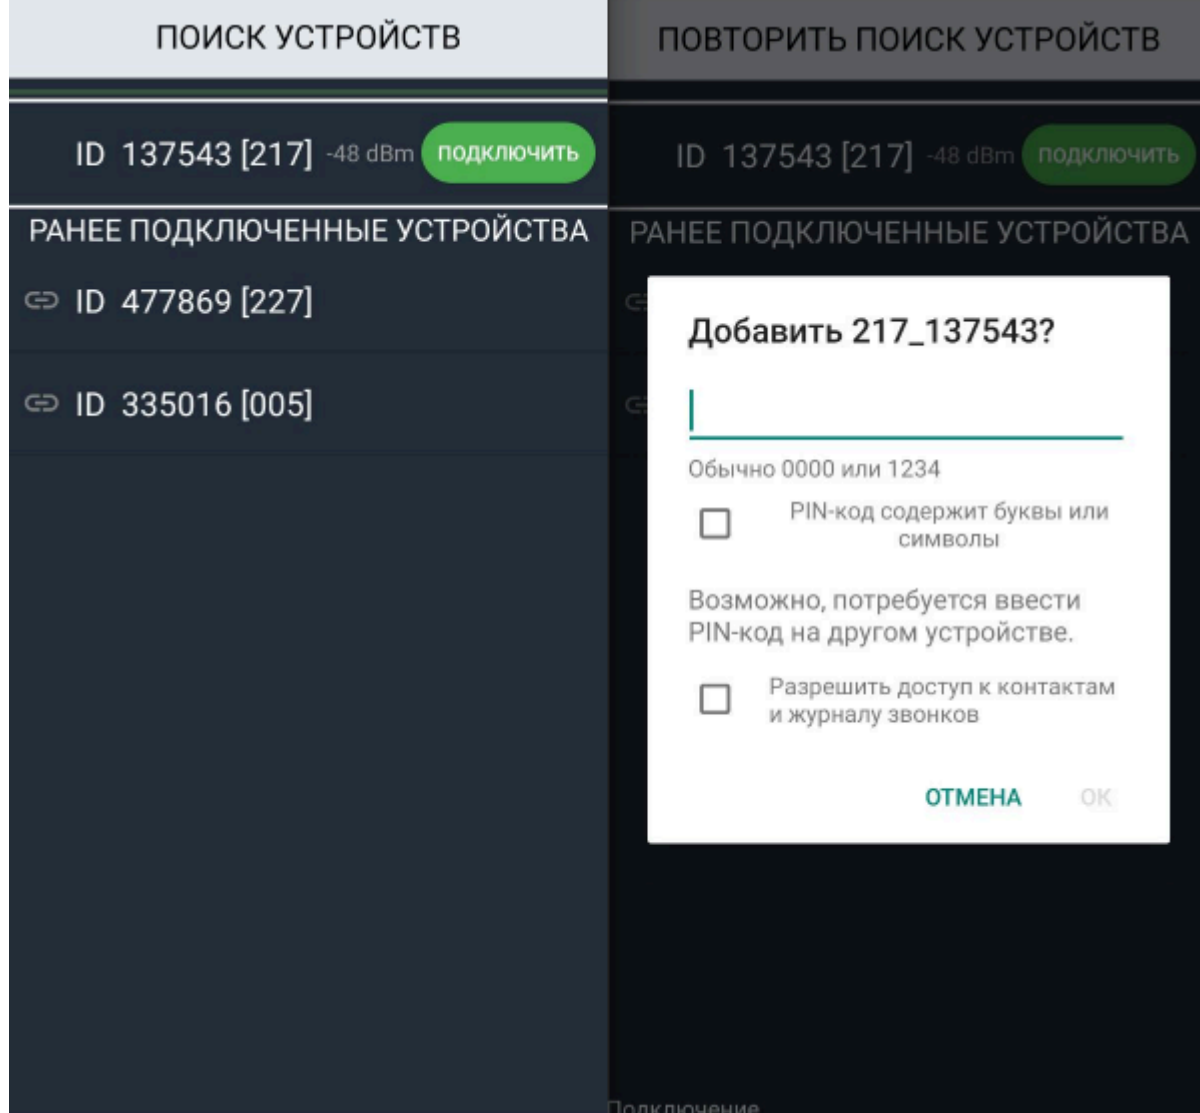 ПОИСК УСТРОЙСТВ
ID 137543 [217] -48 dBm ПОДКЛЮЧИТЬ
РАНЕЕ ПОДКЛЮЧЕННЫЕ УСТРОЙСТВА
ID 477869 [227]
ID 335016 [005]
ПОВТОРИТЬ ПОИСК УСТРОЙСТВ
ID 137543 [217] -48 dBm ПОДКЛЮЧИТЬ
РАНЕЕ ПОДКЛЮЧЕННЫЕ УСТРОЙСТВА
Добавить 217_137543?
Обычно 0000 или 1234
PIN-код содержит буквы или
символы
Возможно, потребуется ввести
PIN-код на другом устройстве.
Разрешить доступ к контактам
и журналу звонков
ОТМЕНА ОК
Подключение